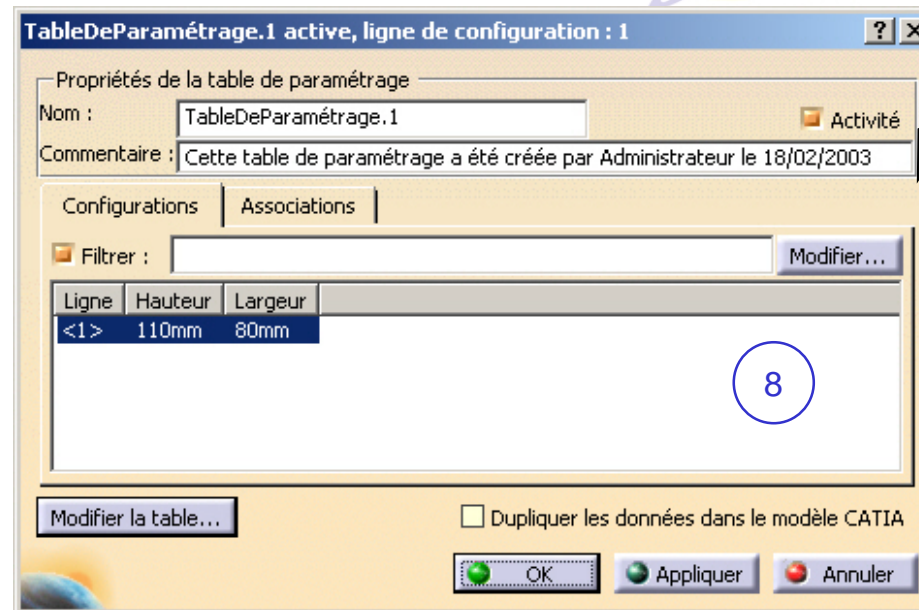 TableDeParamétrage.1 active, ligne de configuration : 1
Propriétés de la table de paramétrage
Nom : TableDeParamétrage.1 Activité
Commentaire : Cette table de paramétrage a été créée par Administrateur le 18/02/2003
Configurations Associations
Filtrer : Modifier...
Ligne Hauteur Largeur
<1> 110mm 80mm
8
Modifier la table... Dupliquer les données dans le modèle CATIA
OK Appliquer Annuler